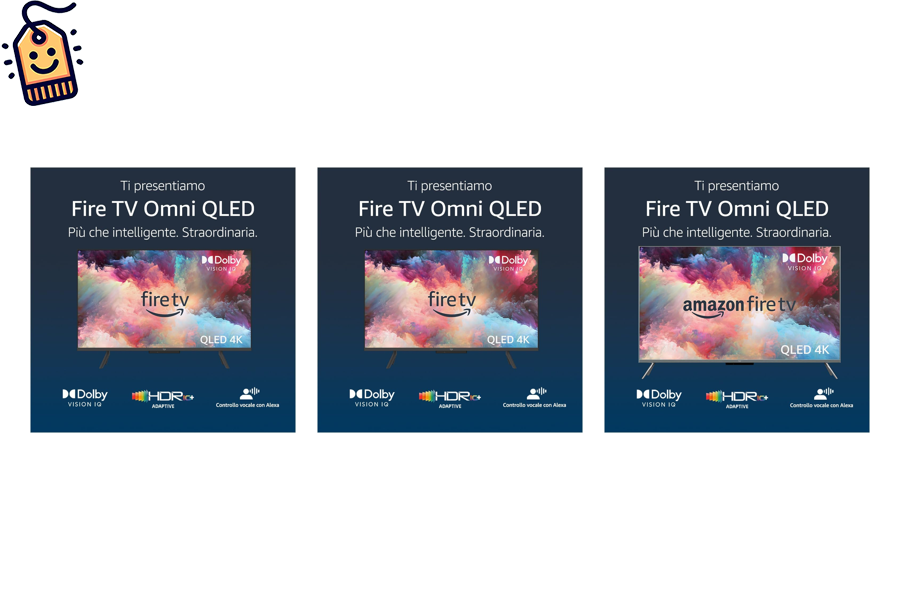 Ti presentiamo
Fire TV Omni QLED
Più che intelligente. Straordinaria.
Dolby
VISION IQ
fire tv
QLED 4K
Dolby
VISION IQ
HDR10+
ADAPTIVE
Controllo vocale con Alexa
Ti presentiamo
Fire TV Omni QLED
Più che intelligente. Straordinaria.
Dolby
VISION IQ
fire tv
QLED 4K
Dolby
VISION IQ
HDR10+
ADAPTIVE
Controllo vocale con Alexa
Ti presentiamo
Fire TV Omni QLED
Più che intelligente. Straordinaria.
Dolby
VISION IQ
amazon fire tv
QLED 4K
Dolby
VISION IQ
HDR10+
ADAPTIVE
Controllo vocale con Alexa